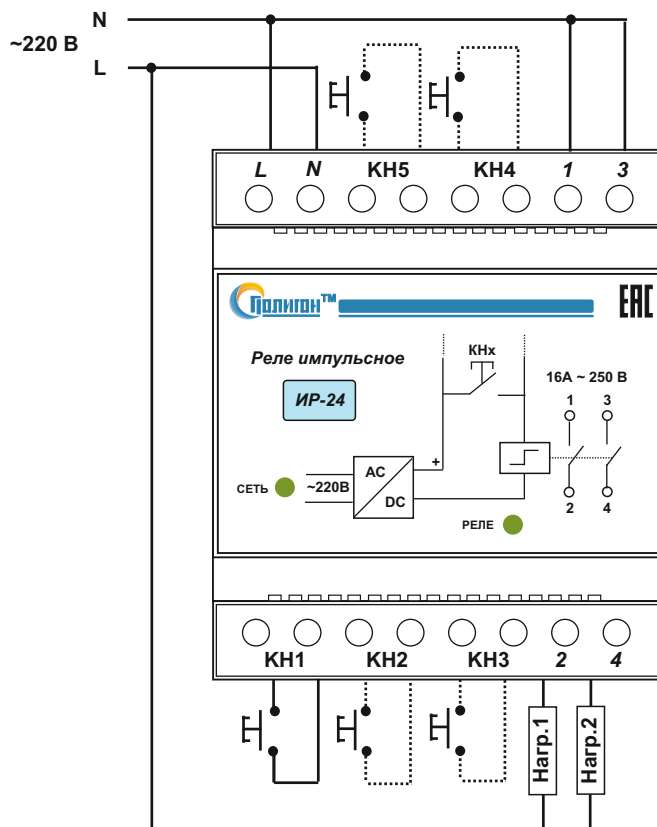 N
~220 В
L
L N КН5 КН4 1 3
Полигон™
ЕАС
Реле импульсное
ИР-24
КНх
16А ~ 250 В
1 3
+
АС
DC
СЕТЬ
~220В
2 4
РЕЛЕ
КН1 КН2 КН3 2 4
Нагр.1
Нагр.2